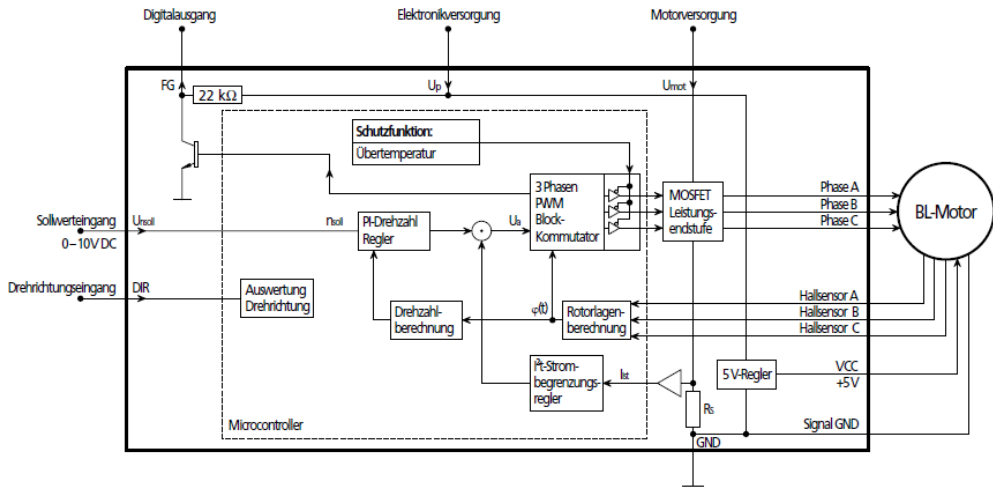 Digitalausgang
Elektronikversorgung
Motorversorgung
FG
22 kΩ
Up
Umot
Schutzfunktion:
Übertemperatur
3 Phasen
PWM
Block-
Kommutator
MOSFET
Leistungs-
endstufe
Phase A
Phase B
Phase C
BL-Motor
Sollwerteingang
0–10V DC
Unsoll
nsoll
PI-Drehzahl
Regler
Ua
Drehrichtungseingang
DIR
Auswertung
Drehrichtung
Drehzahl-
berechnung
φ(t)
Rotorlagen-
berechnung
Hallsensor A
Hallsensor B
Hallsensor C
I²t-Strom-
begrenzungs-
regler
Iist
RS
5 V-Regler
VCC
+5V
Microcontroller
GND
Signal GND